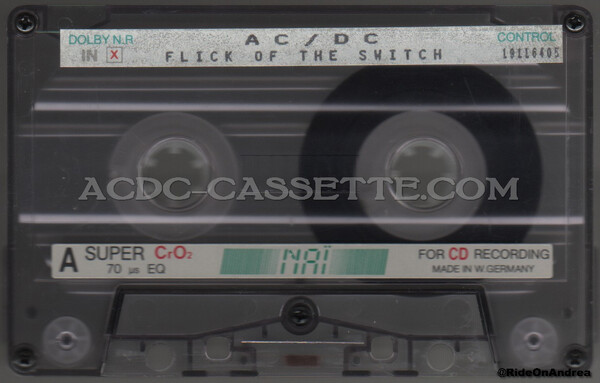 DOLBY N.R
IN X
AC/DC
FLICK OF THE SWITCH
CONTROL
10116405
ACDC-CASSETTE.COM
A SUPER CrO2
70 µs EQ
NAÏ
FOR CD RECORDING
MADE IN W.GERMANY
©RideOnAndrea